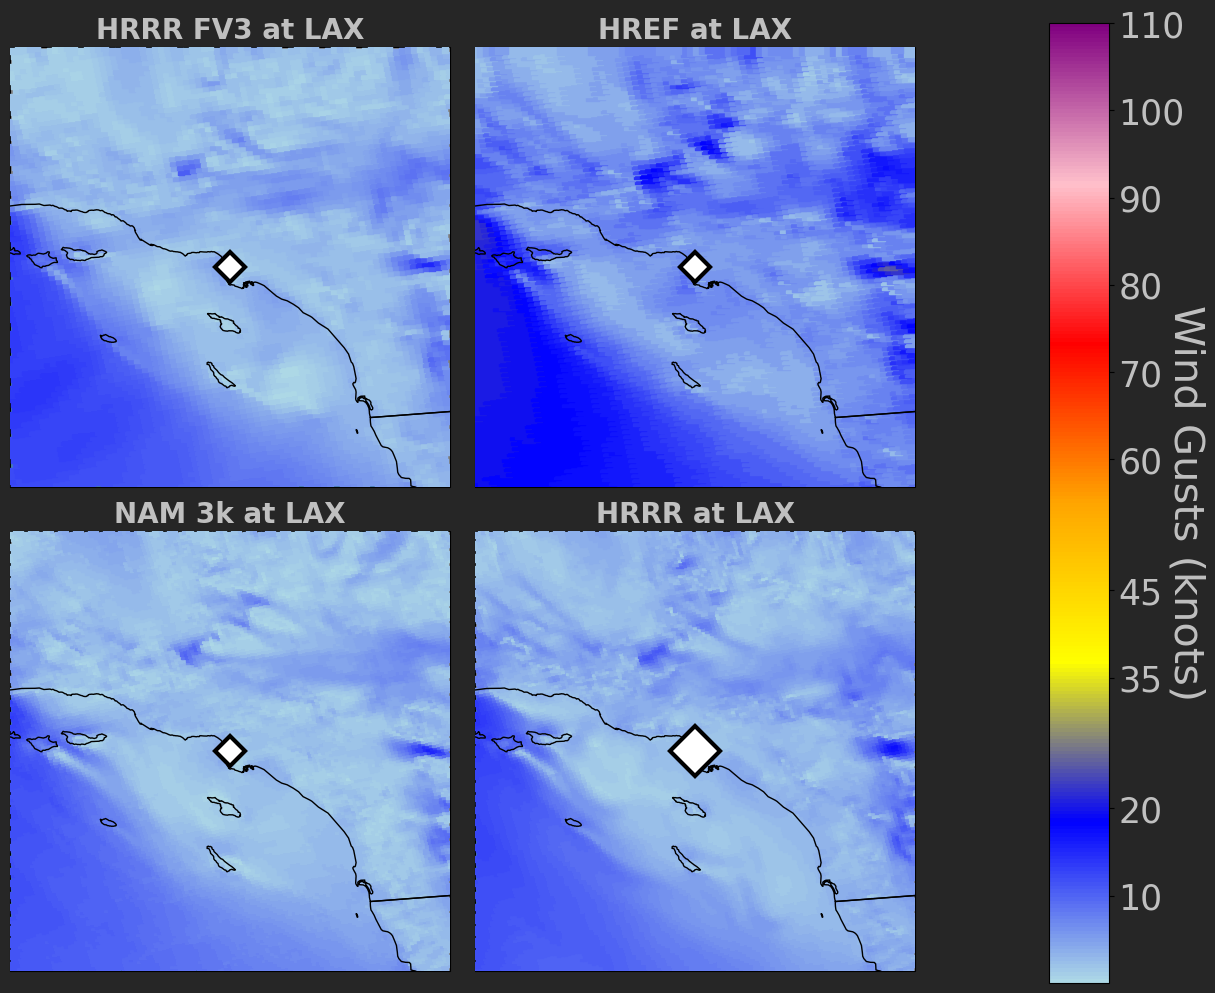 HRRR FV3 at LAX
HREF at LAX
NAM 3k at LAX
HRRR at LAX
110
100
90
80
70
60
45
35
20
10
Wind Gusts (knots)